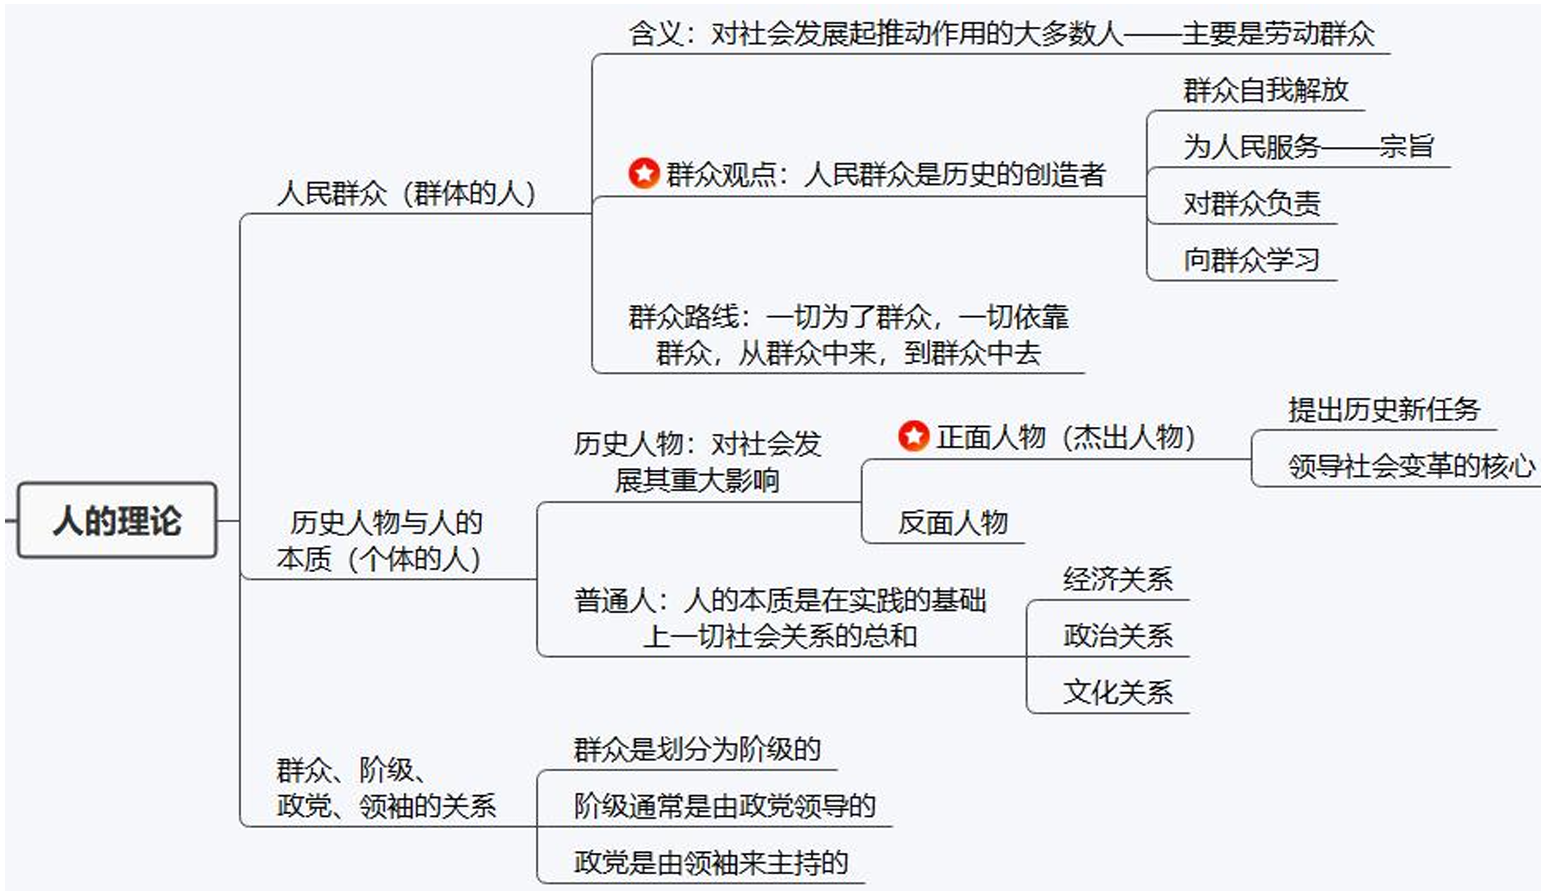 人的理论
人民群众（群体的人）
含义：对社会发展起推动作用的大多数人——主要是劳动群众
群众观点：人民群众是历史的创造者
群众自我解放
为人民服务——宗旨
对群众负责
向群众学习
群众路线：一切为了群众，一切依靠
群众，从群众中来，到群众中去
历史人物与人的
本质（个体的人）
历史人物：对社会发
展其重大影响
正面人物（杰出人物）
提出历史新任务
领导社会变革的核心
反面人物
普通人：人的本质是在实践的基础
上一切社会关系的总和
经济关系
政治关系
文化关系
群众、阶级、
政党、领袖的关系
群众是划分为阶级的
阶级通常是由政党领导的
政党是由领袖来主持的